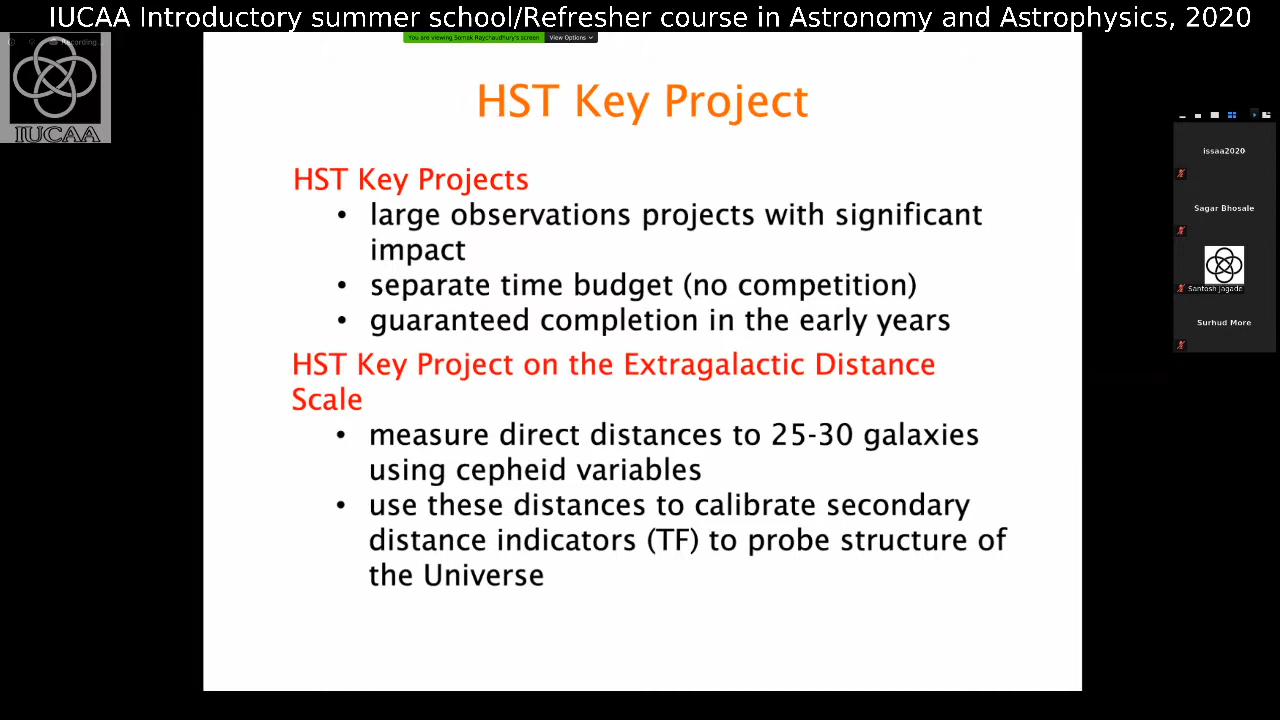 IUCAA Introductory summer school/Refresher course in Astronomy and Astrophysics, 2020
Recording...
You are viewing Somak Raychaudhury's screen
View Options
IUCAA
HST Key Project
HST Key Projects
• large observations projects with significant
impact
• separate time budget (no competition)
• guaranteed completion in the early years
HST Key Project on the Extragalactic Distance
Scale
• measure direct distances to 25-30 galaxies
using cepheid variables
• use these distances to calibrate secondary
distance indicators (TF) to probe structure of
the Universe
issaa2020
Sagar Bhosale
Santosh Jagade
Surhud More